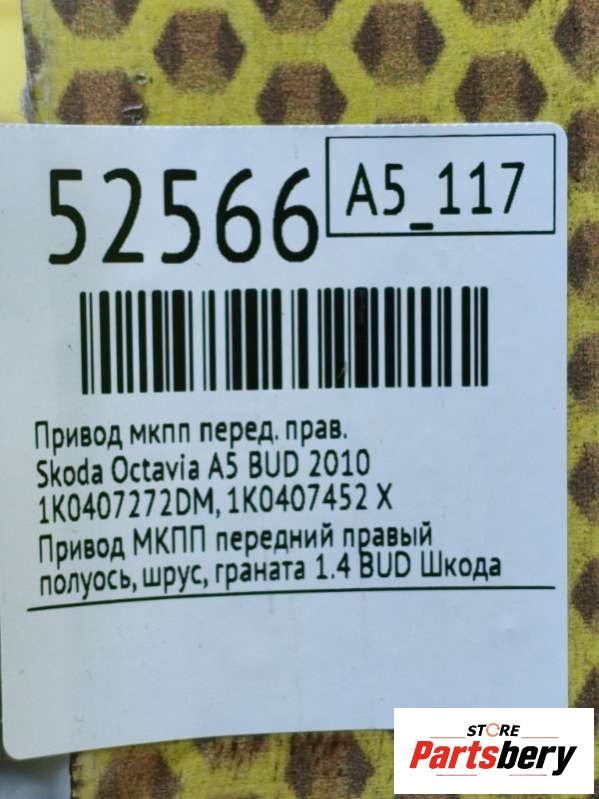 52566
A5_117
Привод мкпп перед. прав.
Skoda Octavia A5 BUD 2010
1K0407272DM, 1K0407452 X
Привод МКПП передний правый
полуось, шрус, граната 1.4 BUD Шкода
STORE
Partsbery